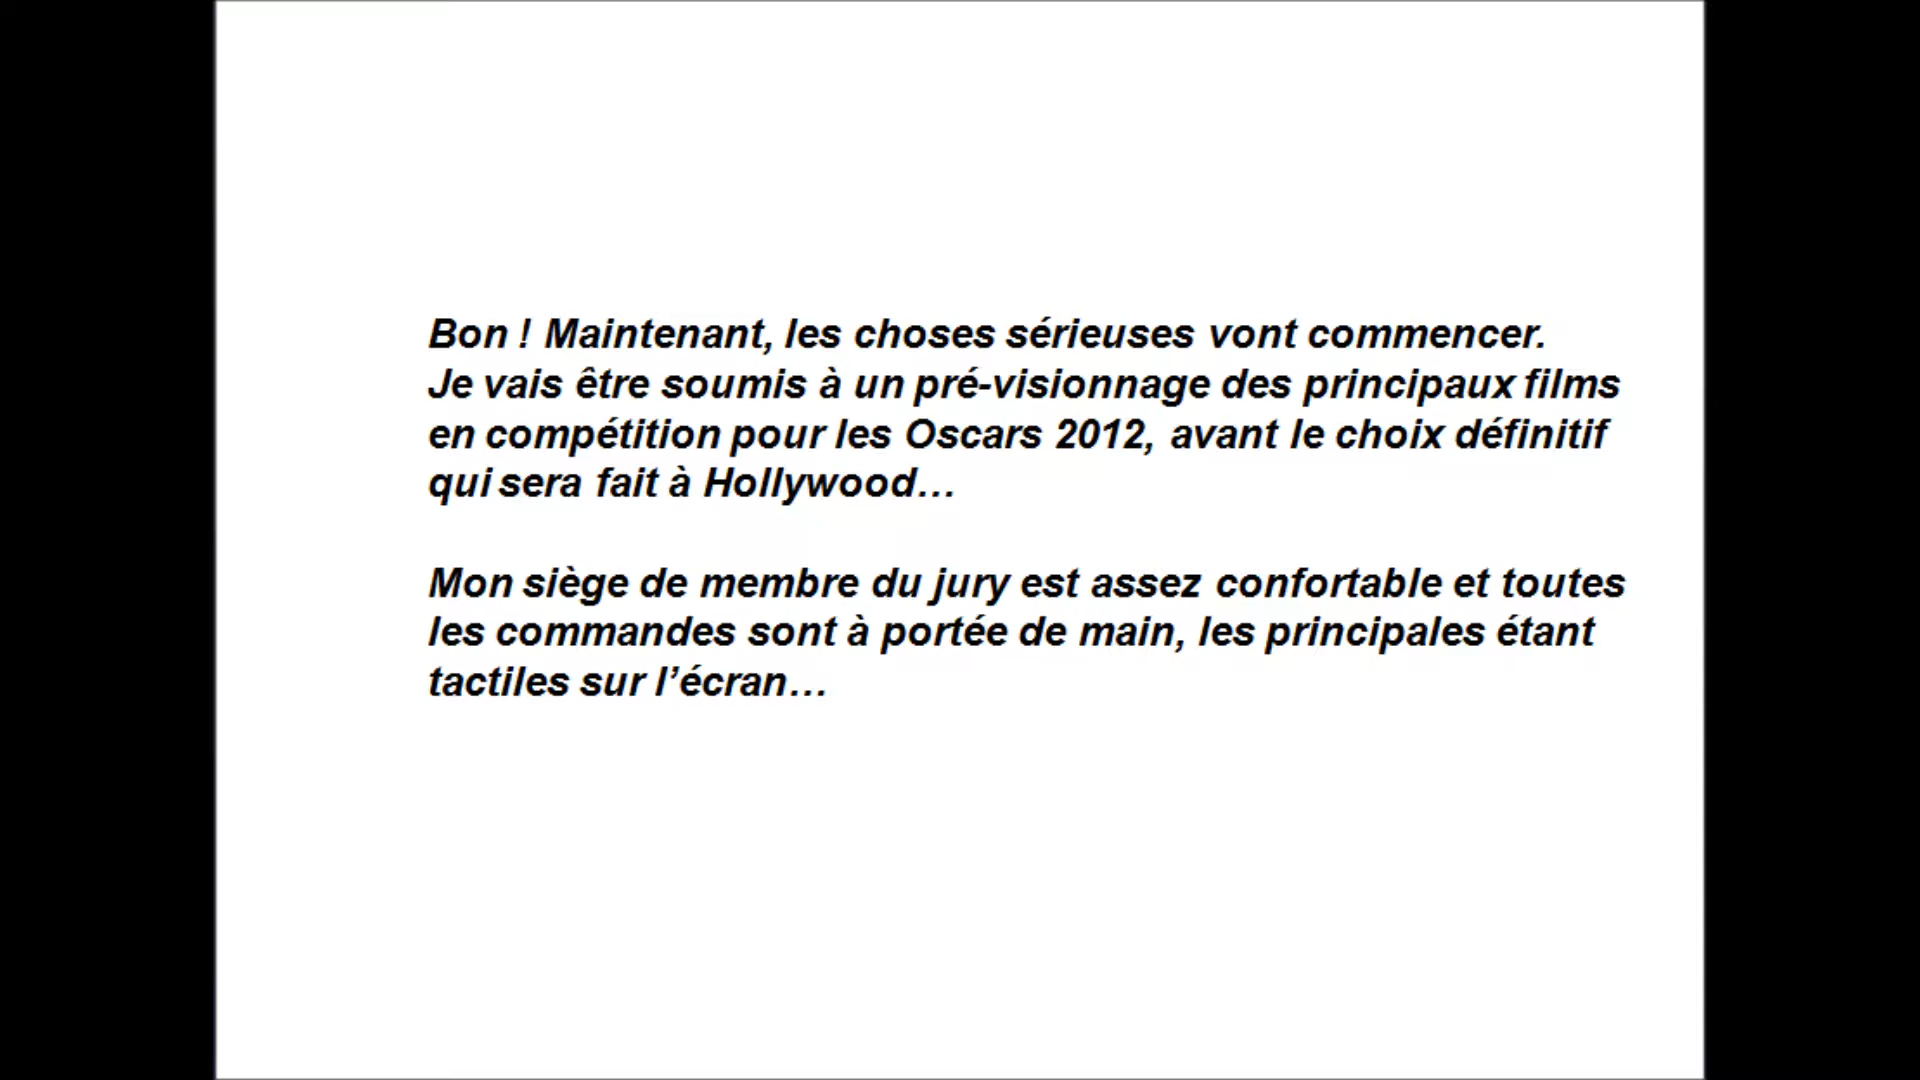 Bon ! Maintenant, les choses sérieuses vont commencer.
Je vais être soumis à un pré-visionnage des principaux films
en compétition pour les Oscars 2012, avant le choix définitif
qui sera fait à Hollywood…
Mon siège de membre du jury est assez confortable et toutes
les commandes sont à portée de main, les principales étant
tactiles sur l’écran…